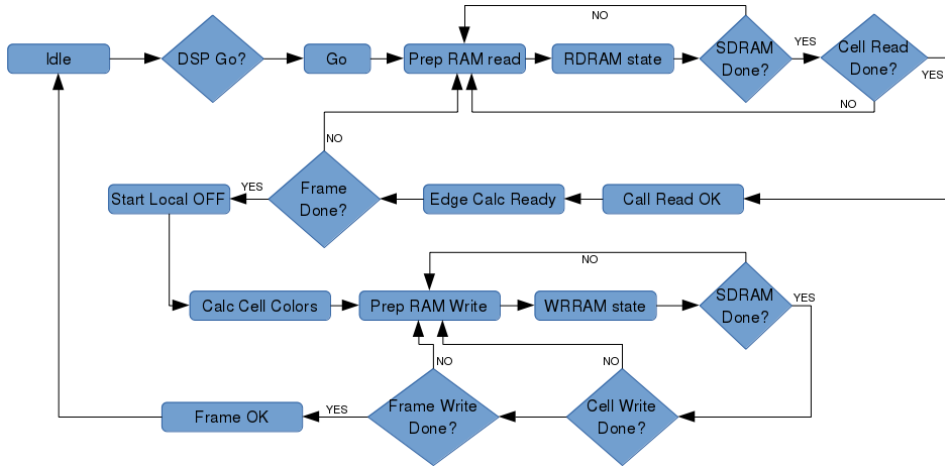 NO
Idle
DSP Go?
Go
Prep RAM read
RDRAM state
SDRAM
Done?
YES
Cell Read
Done?
YES
NO
NO
Start Local OFF
YES
Frame
Done?
Edge Calc Ready
Call Read OK
NO
Calc Cell Colors
Prep RAM Write
WRRAM state
SDRAM
Done?
YES
NO
NO
Frame OK
YES
Frame Write
Done?
Cell Write
Done?